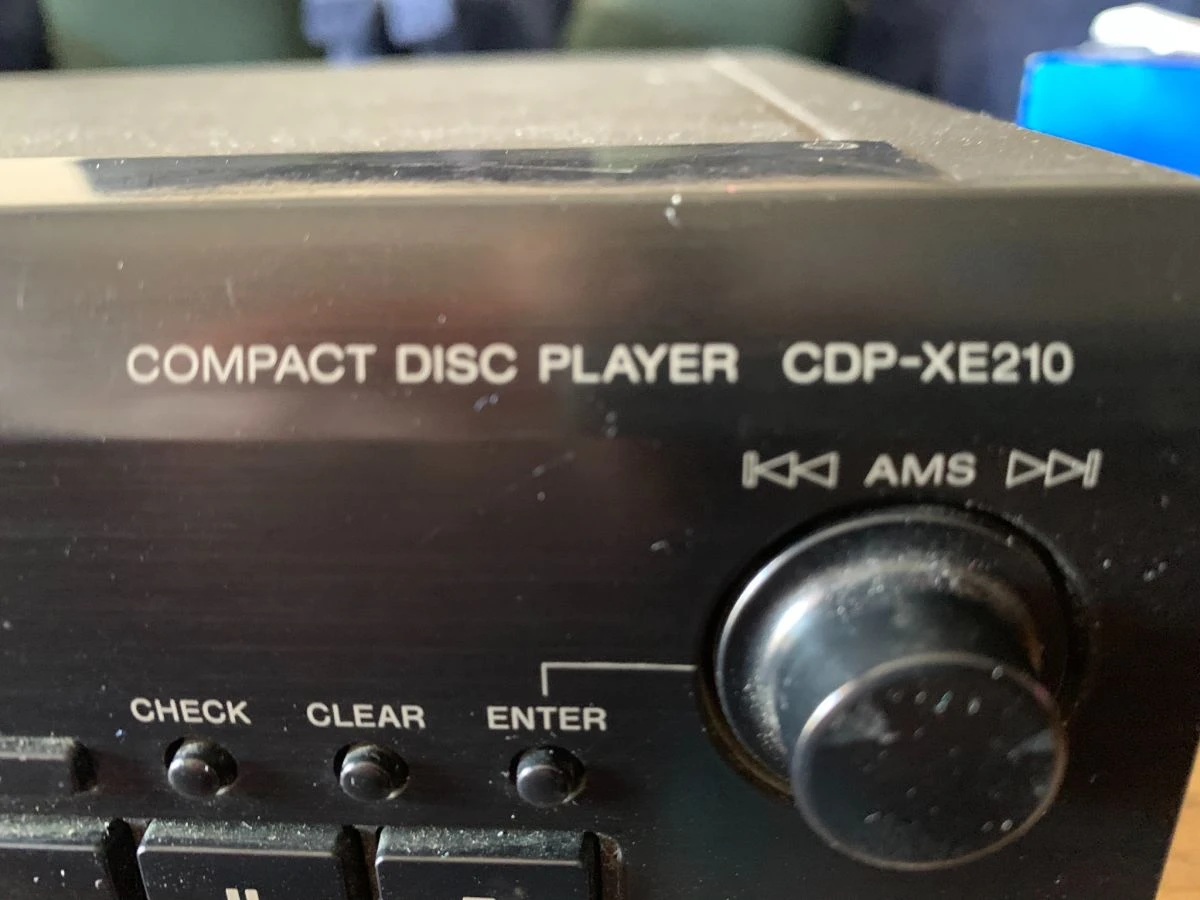 COMPACT DISC PLAYER CDP-XE210
AMS
CHECK CLEAR ENTER